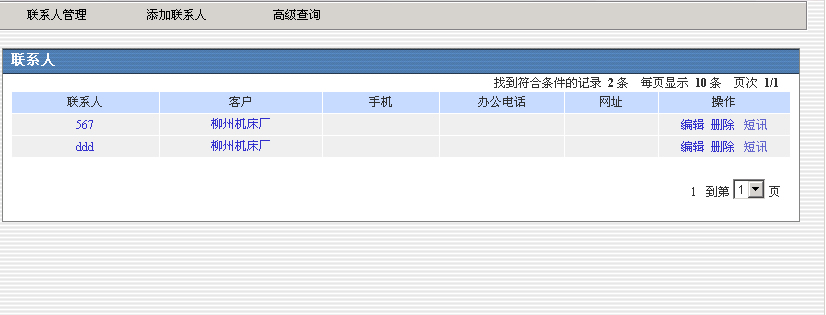 联系人管理 添加联系人 高级查询
联系人
找到符合条件的记录 2 条 每页显示 10 条 页次 1/1
联系人 客户 手机 办公电话 网址 操作
567 柳州机床厂 编辑 删除 短讯
ddd 柳州机床厂 编辑 删除 短讯
1 到第 1 页